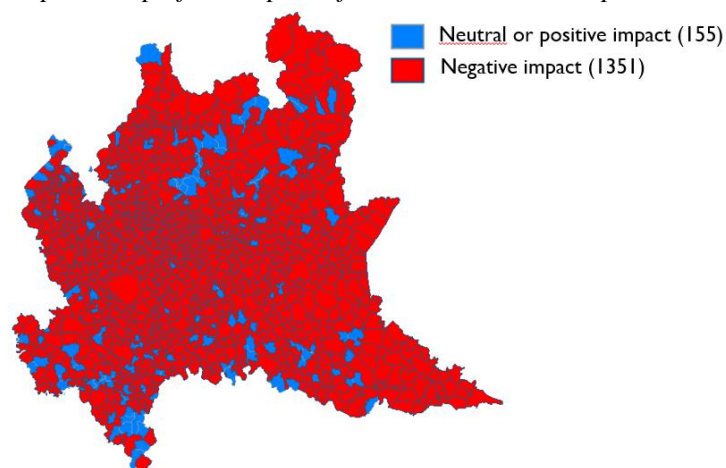 Neutral or positive impact (155)
Negative impact (1351)